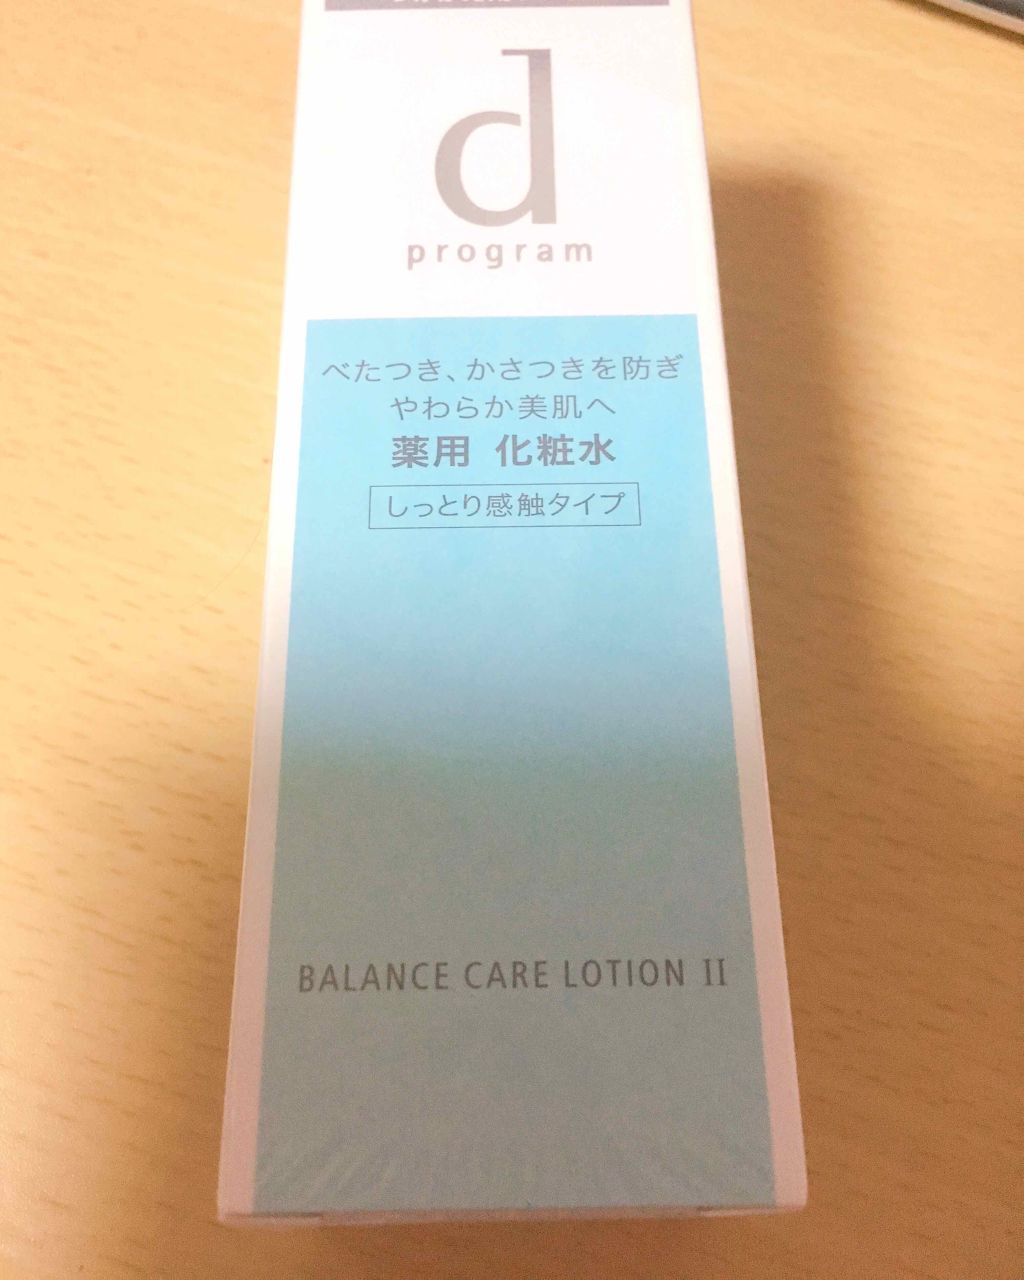 d
program
べたつき、かさつきを防ぎ
やわらか美肌へ
薬用 化粧水
しっとり感触タイプ
BALANCE CARE LOTION II